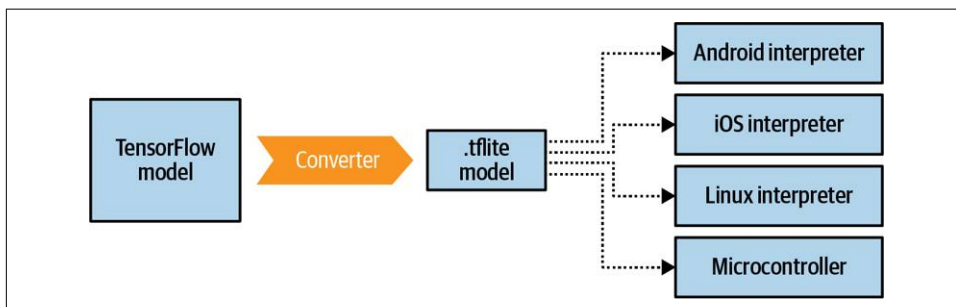 TensorFlow
model
Converter
.tflite
model
Android interpreter
iOS interpreter
Linux interpreter
Microcontroller